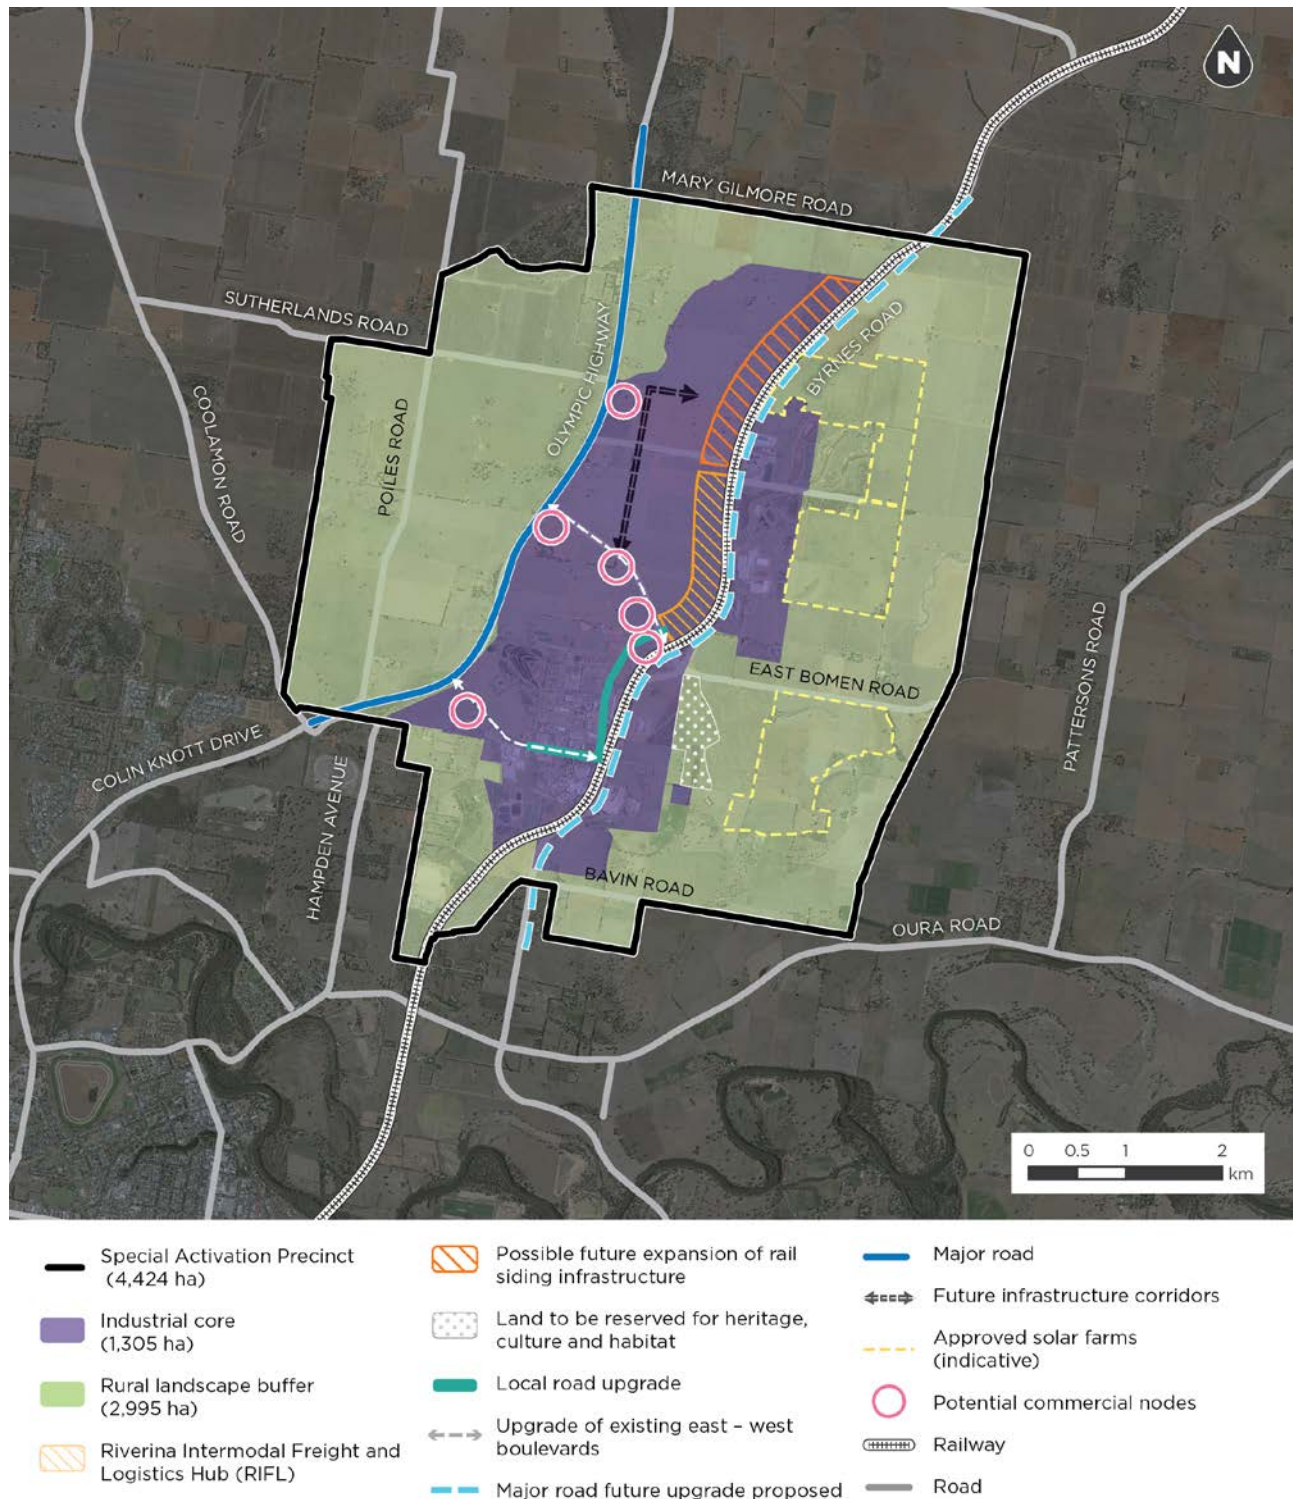 N
MARY GILMORE ROAD
SUTHERLANDS ROAD
OLYMPIC HIGHWAY
BYRNES ROAD
COOLAMON ROAD
POILES ROAD
PATTERSONS ROAD
EAST BOMEN ROAD
COLIN KNOTT DRIVE
HAMPDEN AVENUE
BAVIN ROAD
OURA ROAD
0 0.5 1 2
km
Special Activation Precinct
(4,424 ha)
Industrial core
(1,305 ha)
Rural landscape buffer
(2,995 ha)
Riverina Intermodal Freight and
Logistics Hub (RIFL)
Possible future expansion of rail
siding infrastructure
Land to be reserved for heritage,
culture and habitat
Local road upgrade
Upgrade of existing east – west
boulevards
Major road future upgrade proposed
Major road
Future infrastructure corridors
Approved solar farms
(indicative)
Potential commercial nodes
Railway
Road